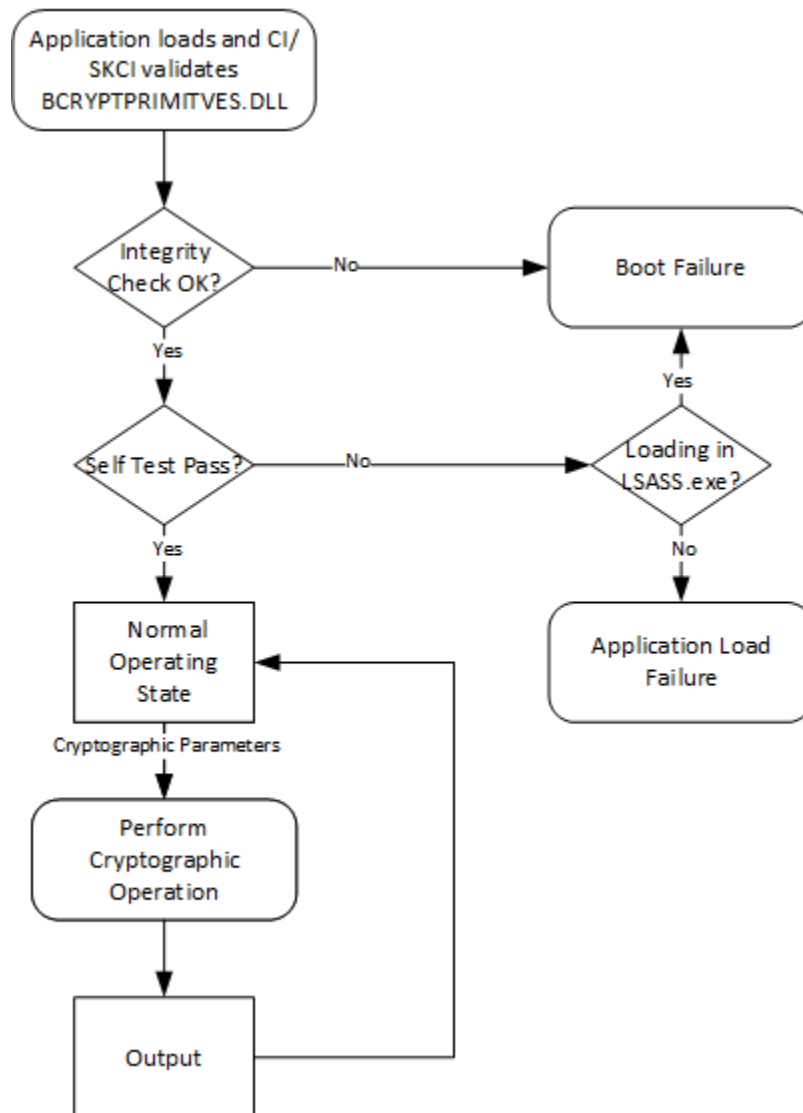 Application loads and CI/
SKCI validates
BCRYPTPRIMITVES.DLL
Integrity
Check OK?
No
Boot Failure
Yes
Yes
Self Test Pass?
No
Loading in
LSASS.exe?
Yes
No
Normal
Operating
State
Application Load
Failure
Cryptographic Parameters
Perform
Cryptographic
Operation
Output